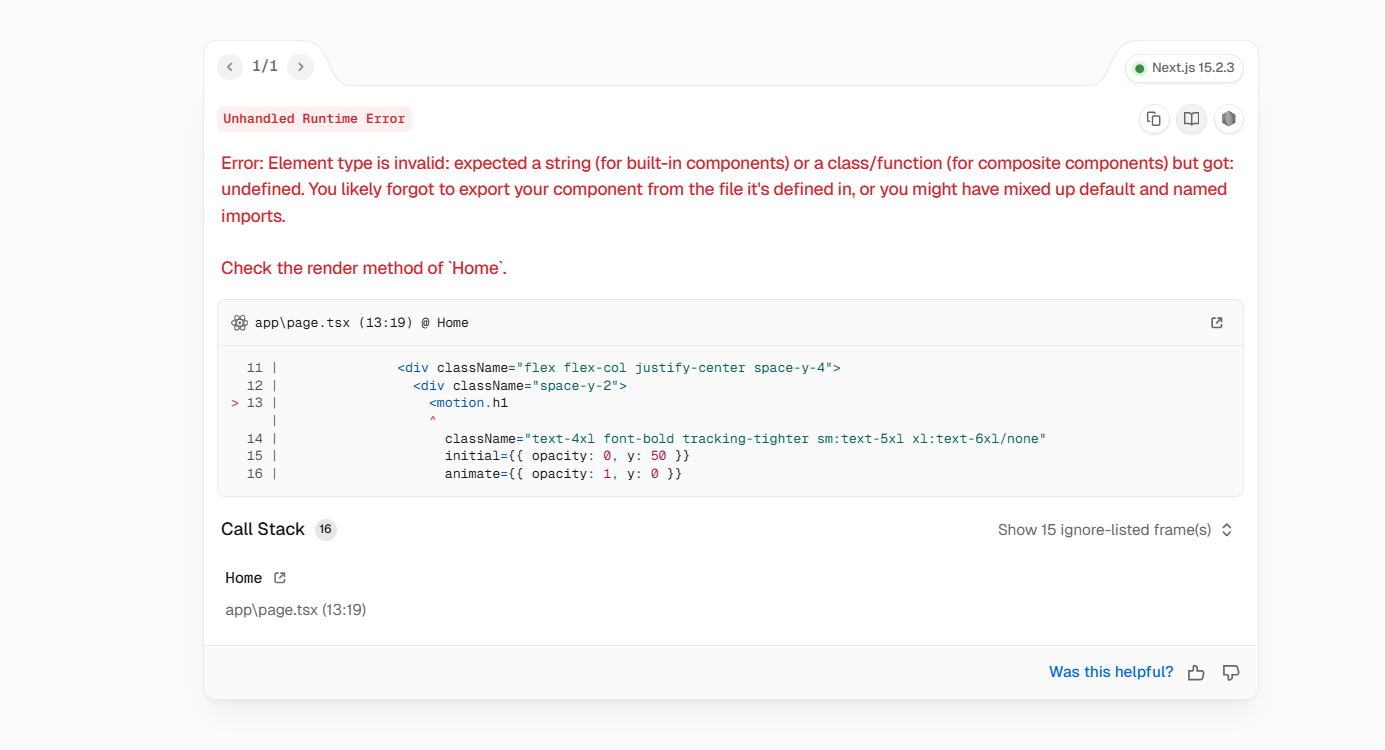 1/1
Next.js 15.2.3
Unhandled Runtime Error
Error: Element type is invalid: expected a string (for built-in components) or a class/function (for composite components) but got:
undefined. You likely forgot to export your component from the file it's defined in, or you might have mixed up default and named
imports.
Check the render method of `Home`.
app\page.tsx (13:19) @ Home
11 | <div className="flex flex-col justify-center space-y-4">
12 | <div className="space-y-2">
> 13 | <motion.h1
| ^
14 | className="text-4xl font-bold tracking-tighter sm:text-5xl xl:text-6xl/none"
15 | initial={{ opacity: 0, y: 50 }}
16 | animate={{ opacity: 1, y: 0 }}
Call Stack 16
Show 15 ignore-listed frame(s)
Home
app\page.tsx (13:19)
Was this helpful?